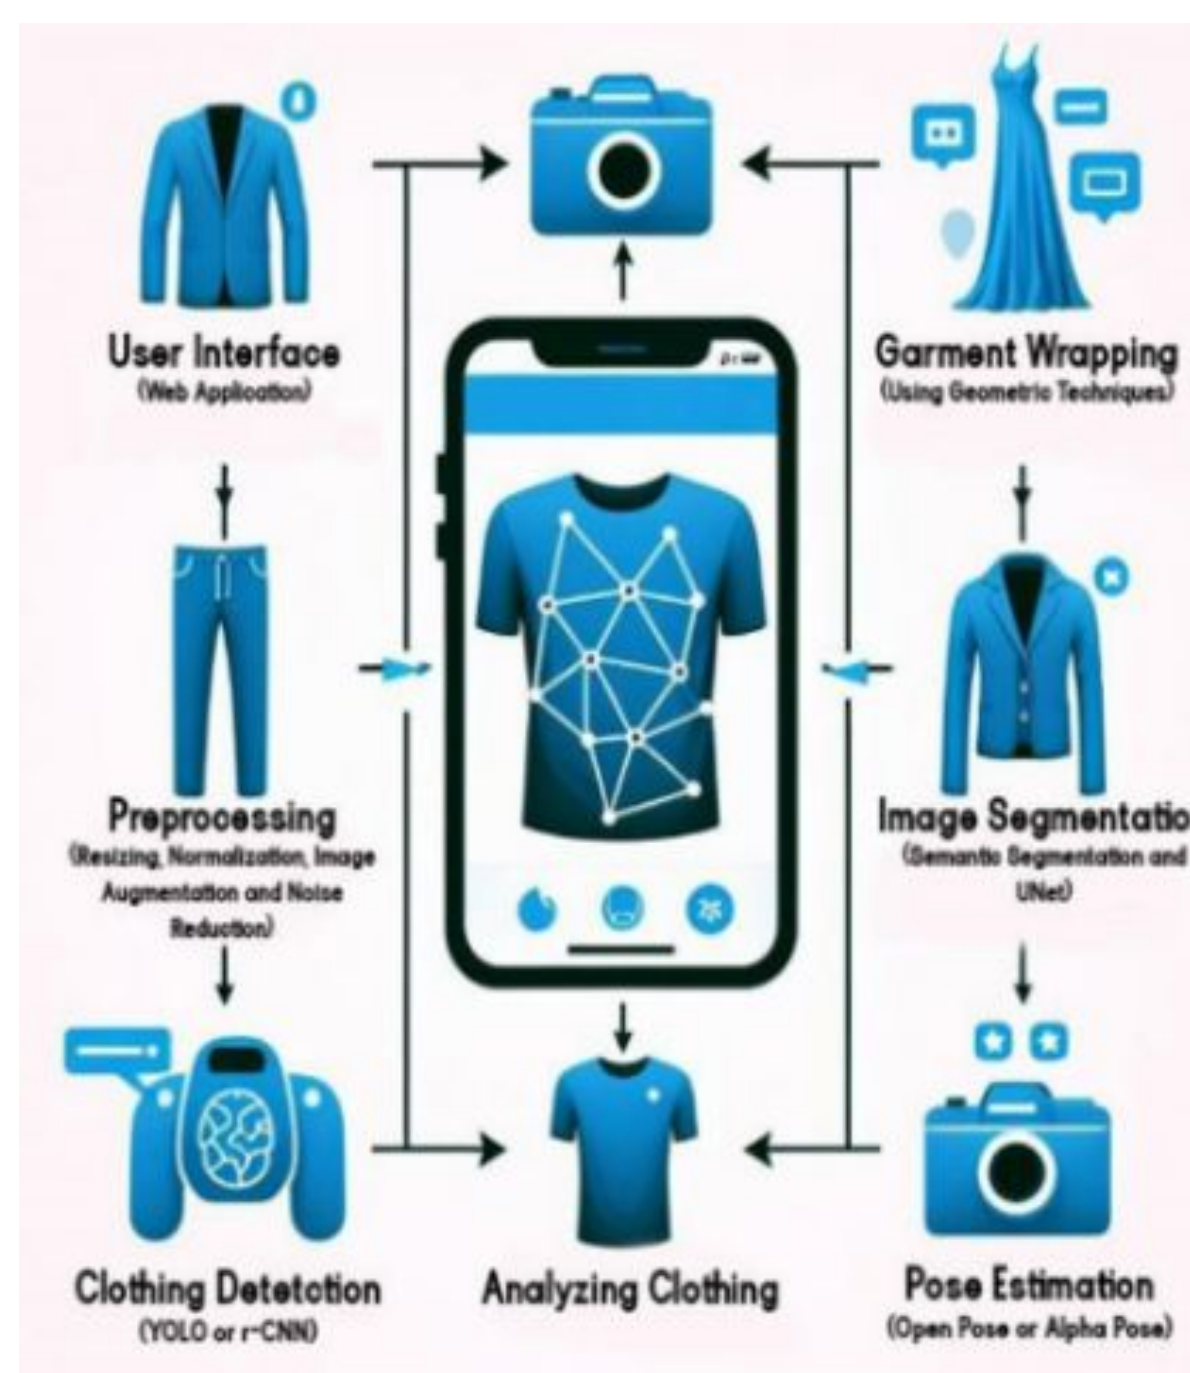 User Interface
(Web Application)
Garment Wrapping
(Using Geometric Techniques)
Preprocessing
(Resizing, Normalization, Image
Augmentation and Noise
Reduction)
Image Segmentatio
(Semantic Segmentation and
UNet)
Clothing Detetction
(YOLO or r-CNN)
Analyzing Clothing
Pose Estimation
(Open Pose or Alpha Pose)